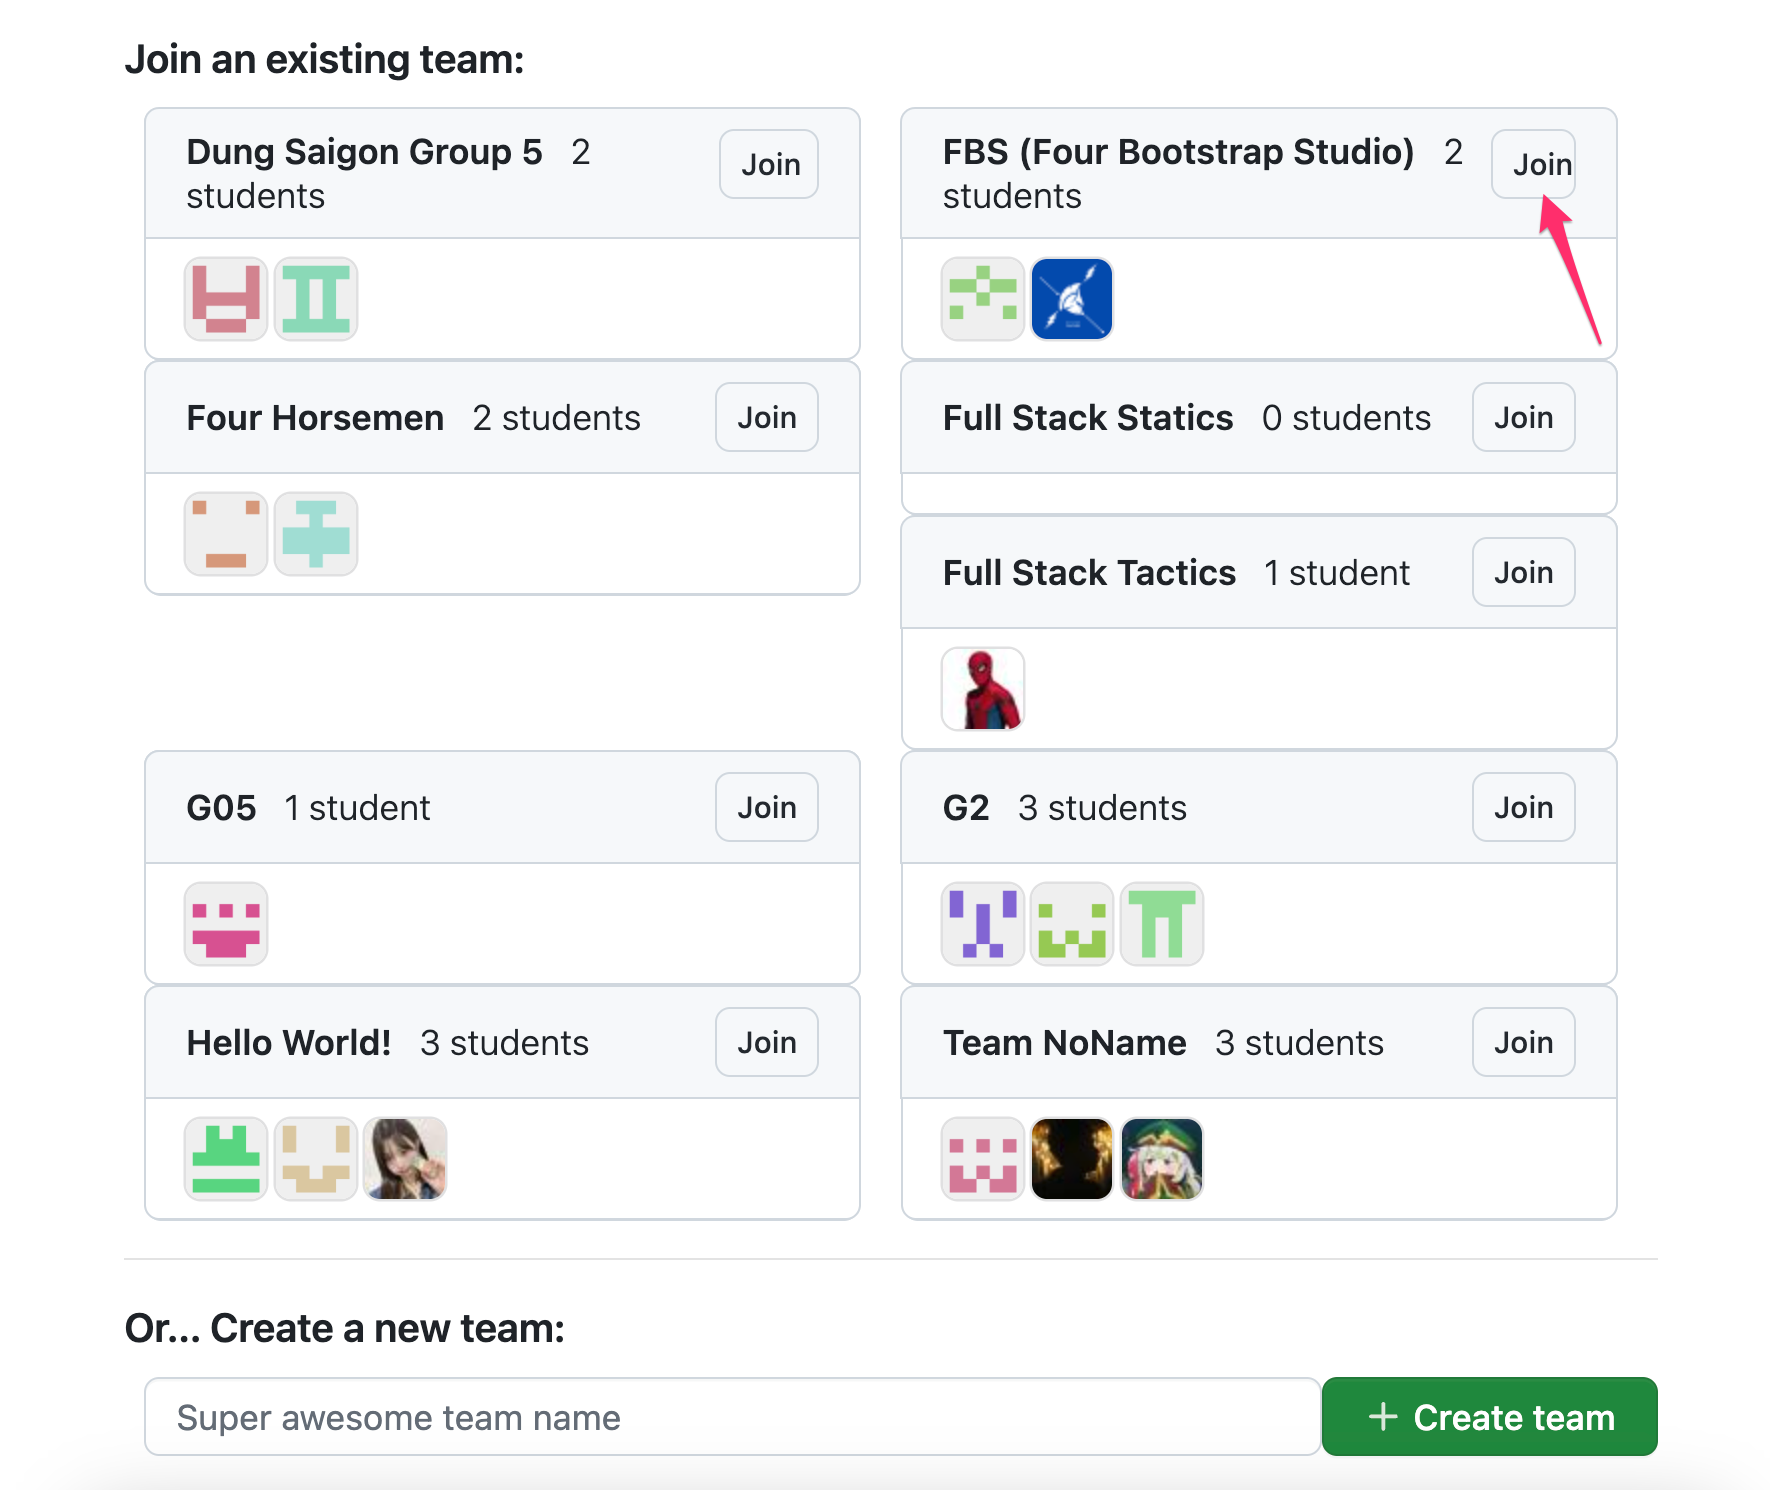 Join an existing team:
Dung Saigon Group 5 2
students
Join
FBS (Four Bootstrap Studio) 2
students
Join
Four Horsemen 2 students
Join
Full Stack Statics 0 students
Join
Full Stack Tactics 1 student
Join
G05 1 student
Join
G2 3 students
Join
Hello World! 3 students
Join
Team NoName 3 students
Join
Or... Create a new team:
Super awesome team name
+ Create team